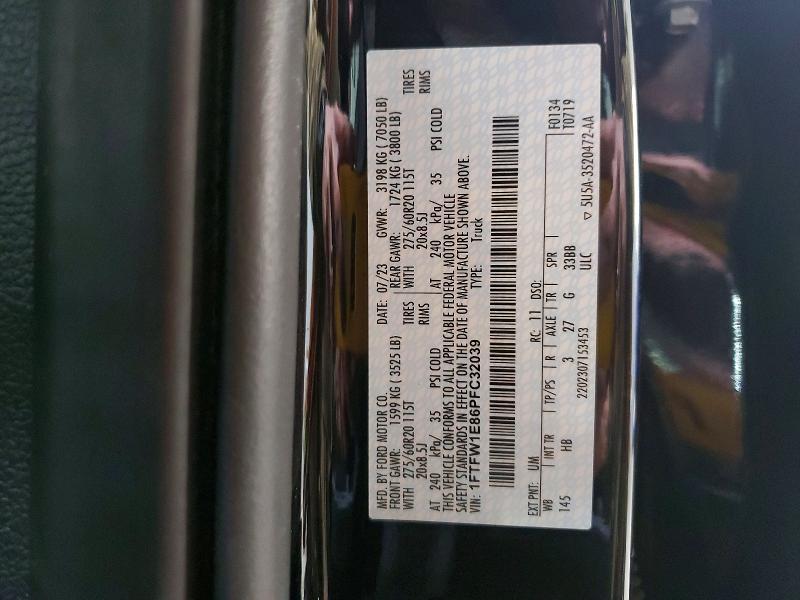 MFD. BY FORD MOTOR CO.
DATE: 07/23 GVWR: 3198 KG ( 7050 LB)
FRONT GAWR: 1599 KG ( 3525 LB) REAR GAWR: 1724 KG ( 3800 LB)
WITH 275/60R20 115T TIRES WITH 275/60R20 115T TIRES
20x8.5J RIMS 20x8.5J RIMS
AT 240 kPa/ 35 PSI COLD AT 240 kPa/ 35 PSI COLD
THIS VEHICLE CONFORMS TO ALL APPLICABLE FEDERAL MOTOR VEHICLE
SAFETY STANDARDS IN EFFECT ON THE DATE OF MANUFACTURE SHOWN ABOVE.
VIN: 1FTFW1E86PFC32039 TYPE: Truck
EXT PNT: UM RC: 11 DSO: F0134
WB INT TR TP/PS R AXLE TR SPR T0719
145 HB 3 27 G 33BB
2202307153453 ULC ▽ 5U5A-3520472-AA